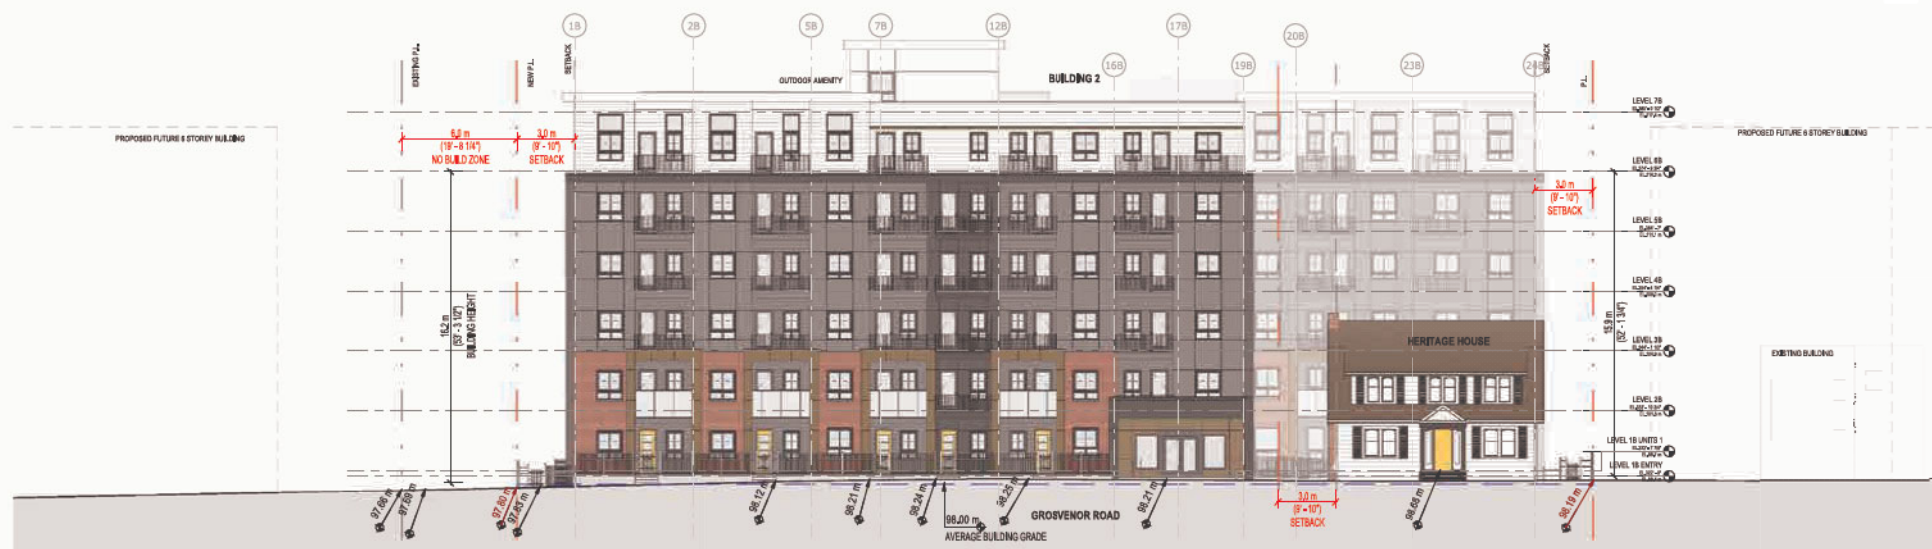 1B
2B
5B
7B
12B
17B
20B
16B
19B
23B
24B
EXISTING P.L.
NEW P.L.
SETBACK
OUTDOOR AMENITY
BUILDING 2
SETBACK
P.L.
LEVEL 7B
PROPOSED FUTURE 6 STOREY BUILDING
6.0 m
(19' - 8 1/4")
NO BUILD ZONE
3.0 m
(9' - 10")
SETBACK
PROPOSED FUTURE 6 STOREY BUILDING
LEVEL 6B
3.0 m
(9' - 10")
SETBACK
LEVEL 5B
LEVEL 4B
16.2 m
(53' - 3 1/2")
BUILDING HEIGHT
15.9 m
(52' - 1 3/4")
HERITAGE HOUSE
LEVEL 3B
EXISTING BUILDING
LEVEL 2B
LEVEL 1B UNITS 1
LEVEL 1B ENTRY
97.66 m
97.69 m
97.80 m
97.83 m
98.12 m
98.21 m
98.24 m
98.25 m
98.21 m
3.0 m
(9' - 10")
SETBACK
98.19 m
98.00 m
AVERAGE BUILDING GRADE
GROSVENOR ROAD